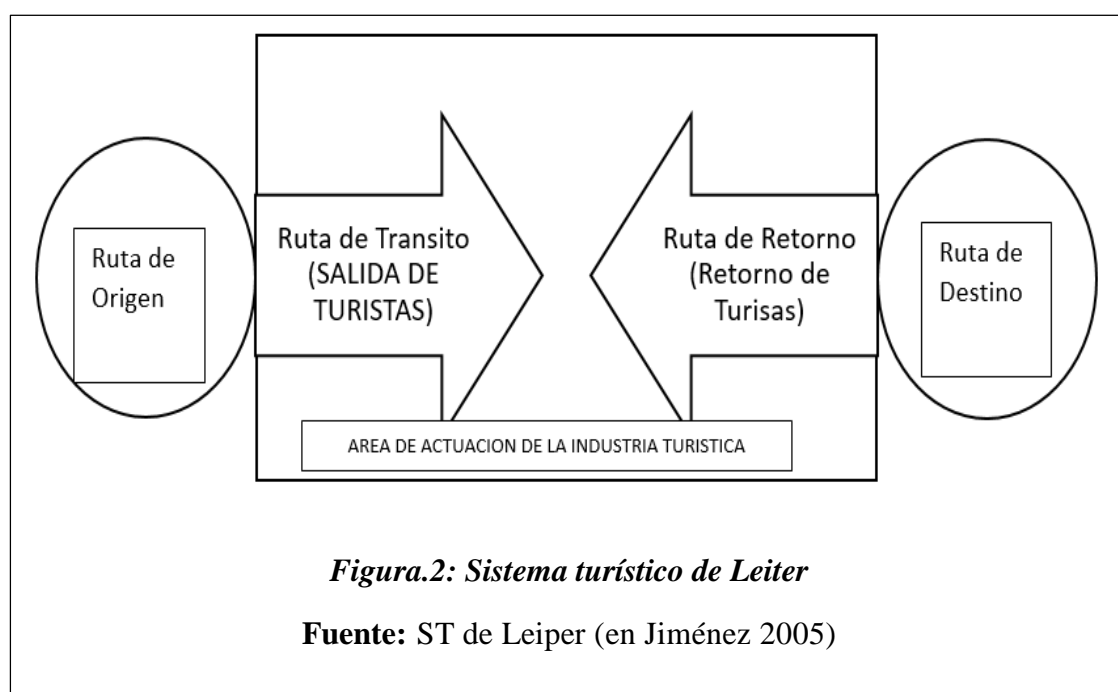 Ruta de
Origen
Ruta de Transito
(SALIDA DE
TURISTAS)
Ruta de Retorno
(Retorno de
Turisas)
Ruta de
Destino
AREA DE ACTUACION DE LA INDUSTRIA TURISTICA
Figura.2: Sistema turístico de Leiter
Fuente: ST de Leiper (en Jiménez 2005)